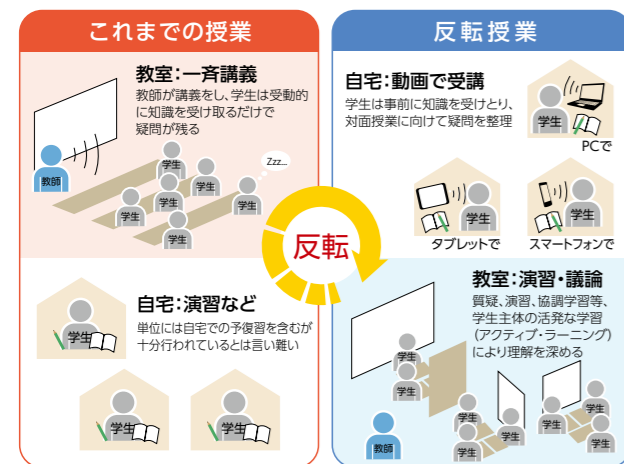 これまでの授業
教室:一斉講義
教師が講義をし、学生は受動的
に知識を受け取るだけで
疑問が残る
教師
学生
Zzz...
学生
学生
学生
学生
学生
自宅:演習など
単位には自宅での予復習を含むが
十分行われているとは言い難い
学生
学生
学生
反転
反転授業
自宅:動画で受講
学生は事前に知識を受けとり、
対面授業に向けて疑問を整理
学生
PCで
学生
タブレットで
学生
スマートフォンで
教室:演習・議論
質疑、演習、協調学習等、
学生主体の活発な学習
(アクティブ・ラーニング)
により理解を深める
学生
学生
学生
学生
学生
学生
学生
学生
教師